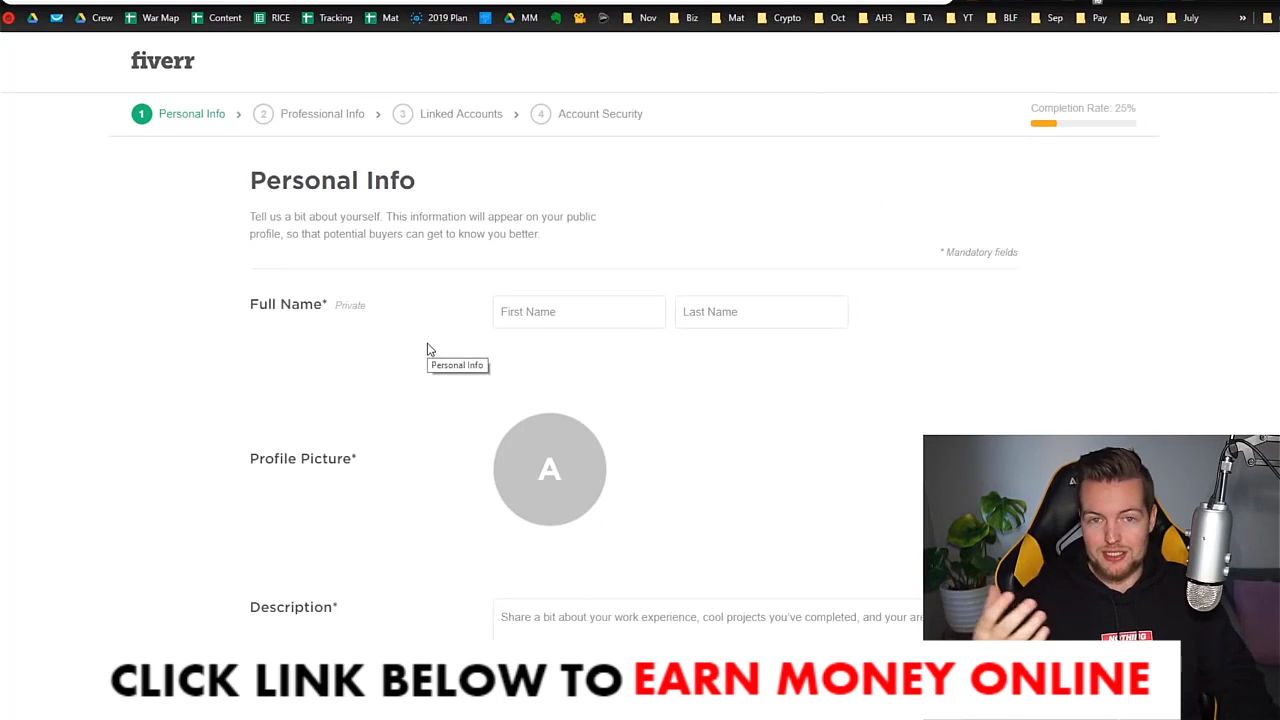 Crew War Map Content RICE Tracking Mat 2019 Plan MM Nov Biz Mat Crypto Oct AH3 TA YT BLF Sep Pay Aug July »
fiverr
1 Personal Info > 2 Professional Info > 3 Linked Accounts > 4 Account Security
Completion Rate: 25%
Personal Info
Tell us a bit about yourself. This information will appear on your public
profile, so that potential buyers can get to know you better.
* Mandatory fields
Full Name* Private
First Name
Last Name
Personal Info
Profile Picture*
A
Description*
Share a bit about your work experience, cool projects you've completed, and your are
NOTHING
CLICK LINK BELOW TO EARN MONEY ONLINE